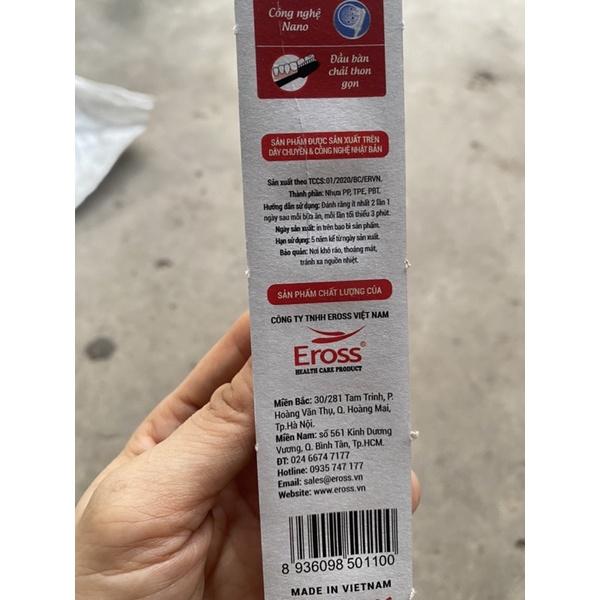 Công nghệ
Nano
Đầu bàn
chải thon
gọn
SẢN PHẨM ĐƯỢC SẢN XUẤT TRÊN
DÂY CHUYỀN & CÔNG NGHỆ NHẬT BẢN
Sản xuất theo TCCS:01/2020/BC/ERVN.
Thành phần: Nhựa PP, TPE, PBT.
Hướng dẫn sử dụng: Đánh răng ít nhất 2 lần 1
ngày sau mỗi bữa ăn, mỗi lần tối thiểu 3 phút.
Ngày sản xuất: in trên bao bì sản phẩm.
Hạn sử dụng: 5 năm kể từ ngày sản xuất.
Bảo quản: Nơi khô ráo, thoáng mát,
tránh xa nguồn nhiệt.
SẢN PHẨM CHẤT LƯỢNG CỦA
CÔNG TY TNHH EROSS VIỆT NAM
Eross©
HEALTH CARE PRODUCT
Miền Bắc: 30/281 Tam Trinh, P.
Hoàng Văn Thụ, Q. Hoàng Mai,
Tp.Hà Nội.
Miền Nam: số 561 Kinh Dương
Vương, Q. Bình Tân, Tp.HCM.
ĐT: 024 6674 7177
Hotline: 0935 747 177
Email: sales@eross.vn
Website: www.eross.vn
8 936098 501100
MADE IN VIETNAM